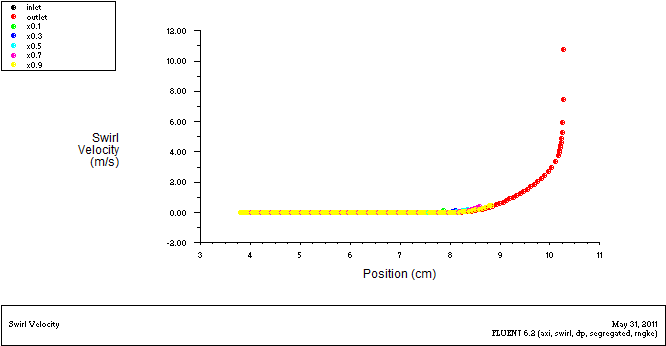 inlet
outlet
x0.1
x0.3
x0.5
x0.7
x0.9
12.00
10.00
8.00
6.00
4.00
2.00
0.00
-2.00
Swirl
Velocity
(m/s)
3 4 5 6 7 8 9 10 11
Position (cm)
Swirl Velocity
May 31, 2011
FLUENT 6.2 (axi, swirl, dp, segregated, rngke)